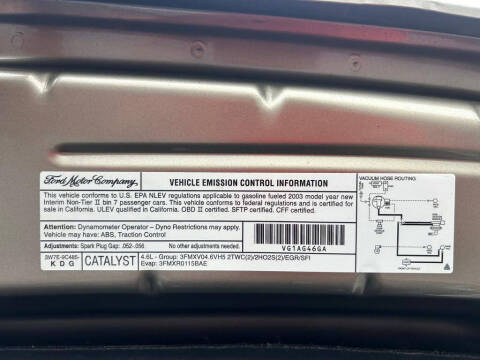 Ford Motor Company
VEHICLE EMISSION CONTROL INFORMATION
This vehicle conforms to U.S. EPA NLEV regulations applicable to gasoline fueled 2003 model year new
Interim Non-Tier II bin 7 passenger cars. This vehicle conforms to federal regulations and is certified for
sale in California. ULEV qualified in California. OBD II certified. SFTP certified. CFF certified.
Attention: Dynamometer Operator – Dyno Restrictions may apply.
Vehicle may have: ABS, Traction Control
VG1AG46GA
Adjustments: Spark Plug Gap: .052-.056 No other adjustments needed.
3W7E-9C485-
K D G
CATALYST
4.6L - Group: 3FMXV04.6VH5 2TWC(2)/2HO2S(2)/EGR/SFI
Evap: 3FMXR0115BAE
VACUUM HOSE ROUTING